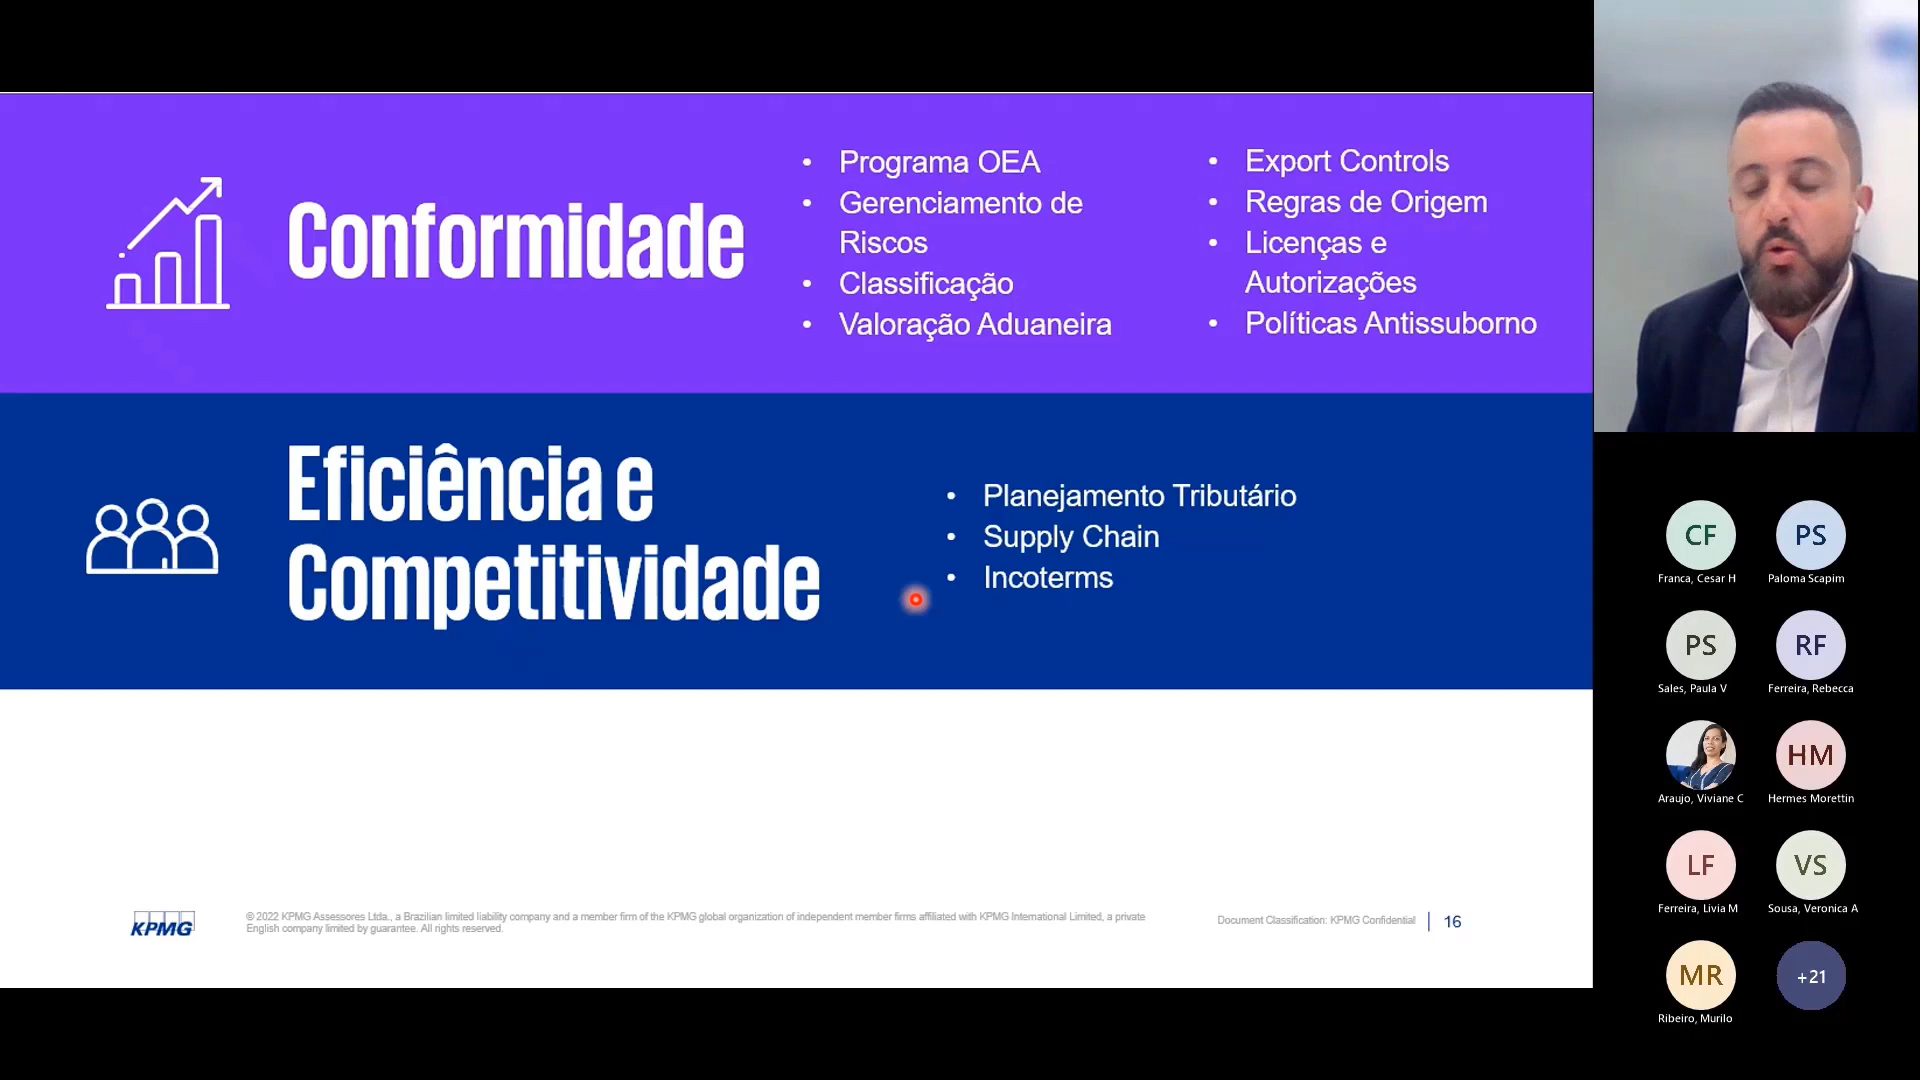 Conformidade
• Programa OEA
• Gerenciamento de
Riscos
• Classificação
• Valoração Aduaneira
• Export Controls
• Regras de Origem
• Licenças e
Autorizações
• Políticas Antissuborno
Eficiência e
Competitividade
• Planejamento Tributário
• Supply Chain
• Incoterms
KPMG
© 2022 KPMG Assessores Ltda., a Brazilian limited liability company and a member firm of the KPMG global organization of independent member firms affiliated with KPMG International Limited, a private
English company limited by guarantee. All rights reserved.
Document Classification: KPMG Confidential
16
CF
Franca, Cesar H
PS
Paloma Scapim
PS
Sales, Paula V
RF
Ferreira, Rebecca
Araujo, Viviane C
HM
Hermes Morettin
LF
Ferreira, Livia M
VS
Sousa, Veronica A
MR
Ribeiro, Murilo
+21